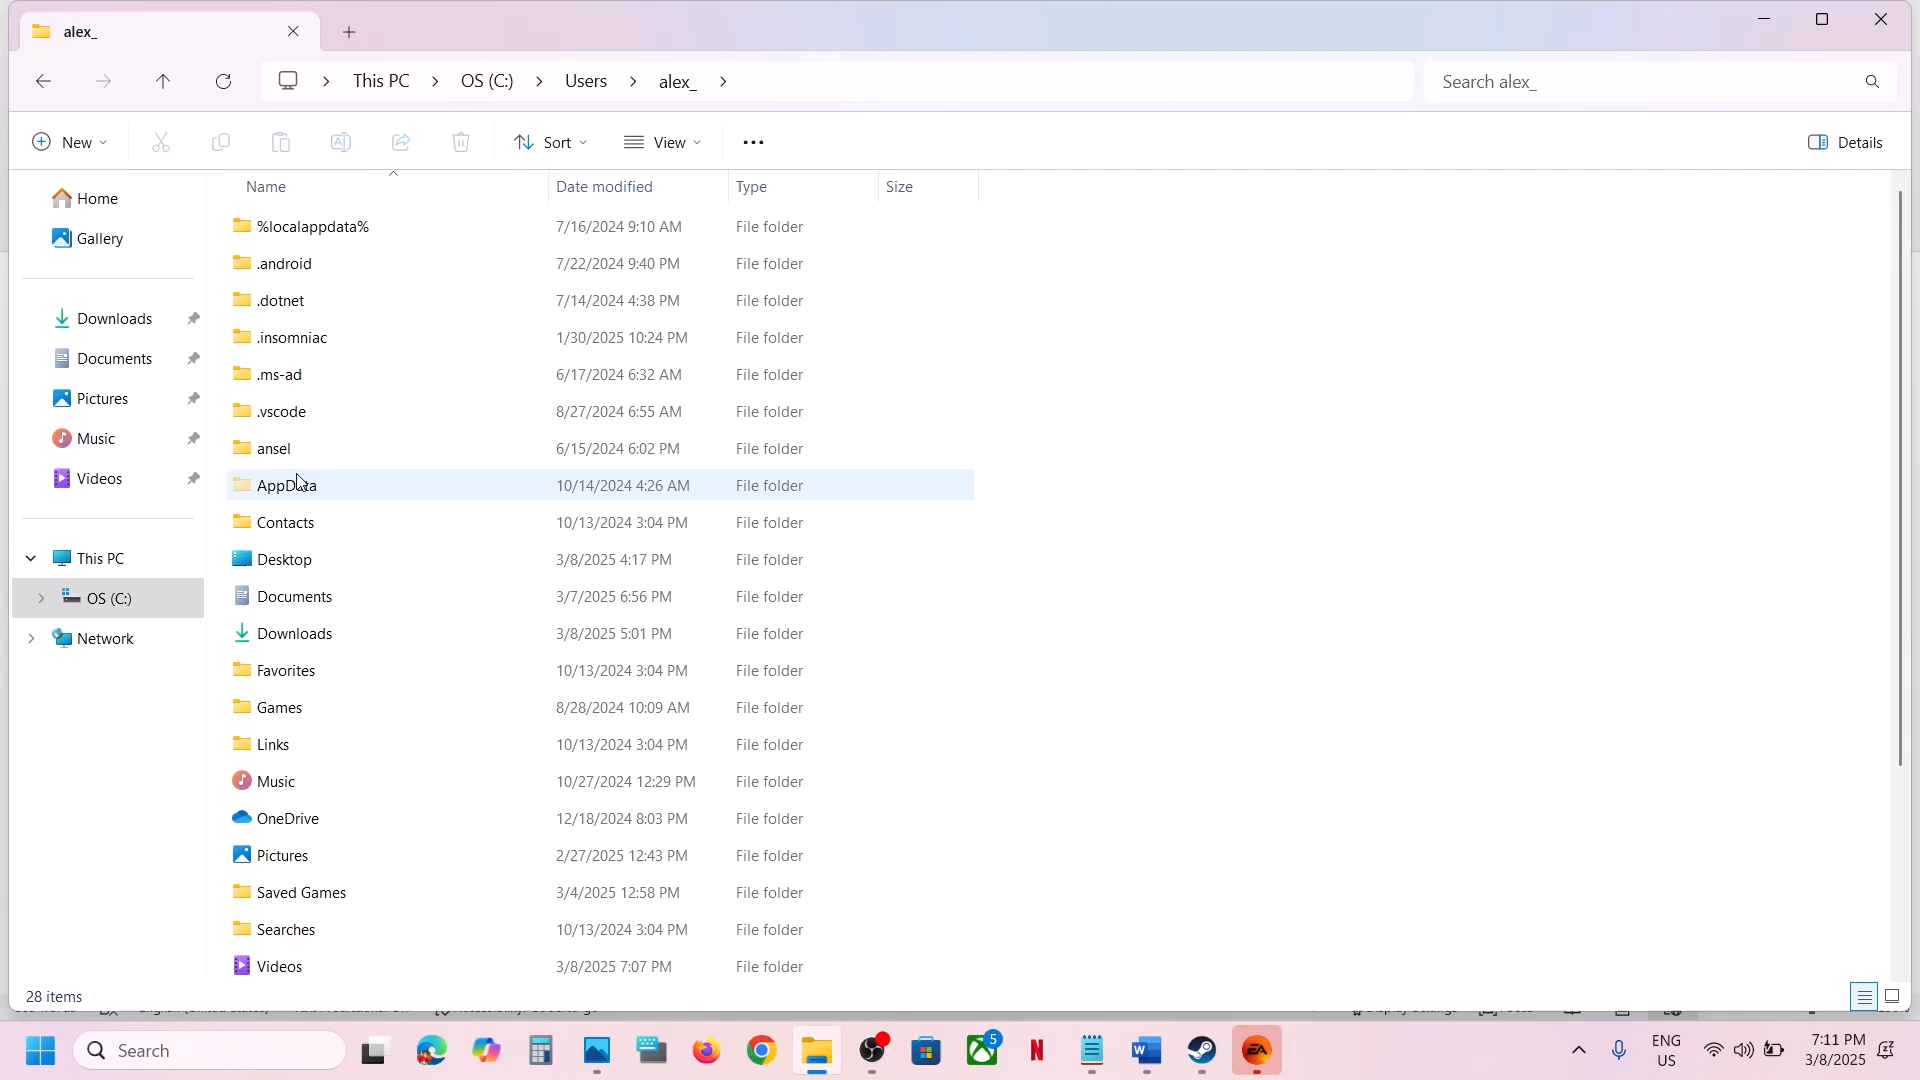 alex_
This PC > OS (C:) > Users > alex_ >
Search alex_
New
Sort
View
Details
Name
Date modified
Type
Size
Home
Gallery
Downloads
Documents
Pictures
Music
Videos
This PC
OS (C:)
Network
%localappdata% 7/16/2024 9:10 AM File folder
.android 7/22/2024 9:40 PM File folder
.dotnet 7/14/2024 4:38 PM File folder
.insomniac 1/30/2025 10:24 PM File folder
.ms-ad 6/17/2024 6:32 AM File folder
.vscode 8/27/2024 6:55 AM File folder
ansel 6/15/2024 6:02 PM File folder
AppData 10/14/2024 4:26 AM File folder
Contacts 10/13/2024 3:04 PM File folder
Desktop 3/8/2025 4:17 PM File folder
Documents 3/7/2025 6:56 PM File folder
Downloads 3/8/2025 5:01 PM File folder
Favorites 10/13/2024 3:04 PM File folder
Games 8/28/2024 10:09 AM File folder
Links 10/13/2024 3:04 PM File folder
Music 10/27/2024 12:29 PM File folder
OneDrive 12/18/2024 8:03 PM File folder
Pictures 2/27/2025 12:43 PM File folder
Saved Games 3/4/2025 12:58 PM File folder
Searches 10/13/2024 3:04 PM File folder
Videos 3/8/2025 7:07 PM File folder
28 items
Search
5
ENG
US
7:11 PM
3/8/2025